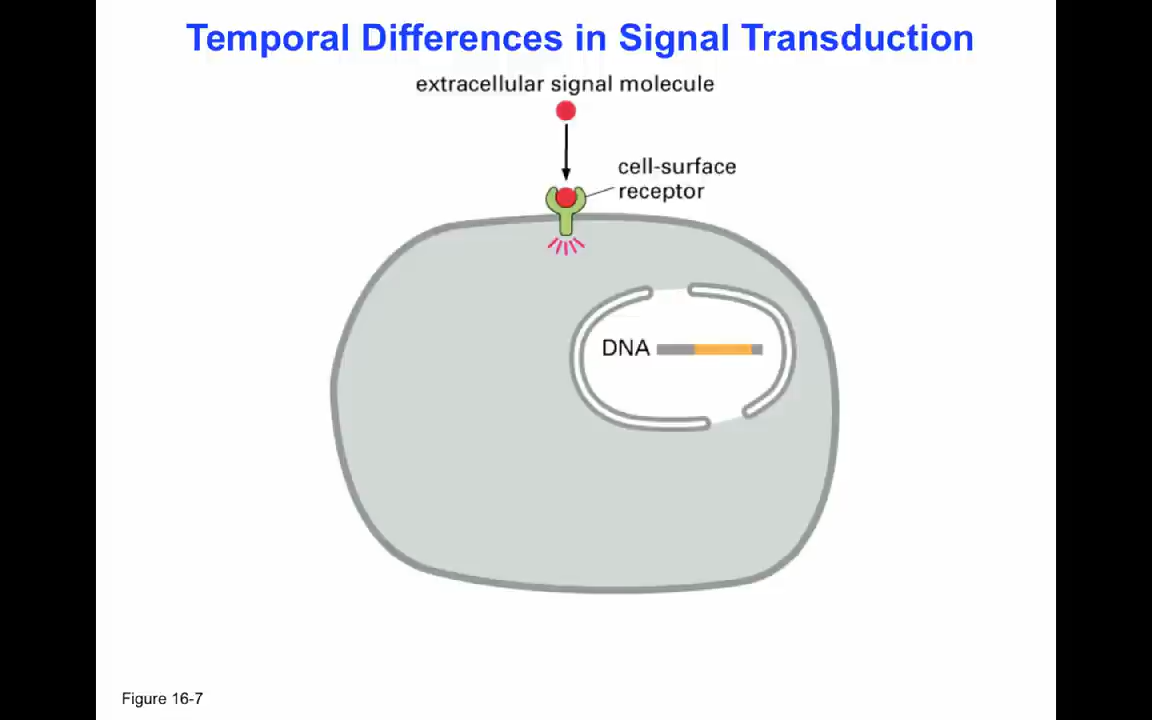 Temporal Differences in Signal Transduction
extracellular signal molecule
cell-surface
receptor
DNA
Figure 16-7